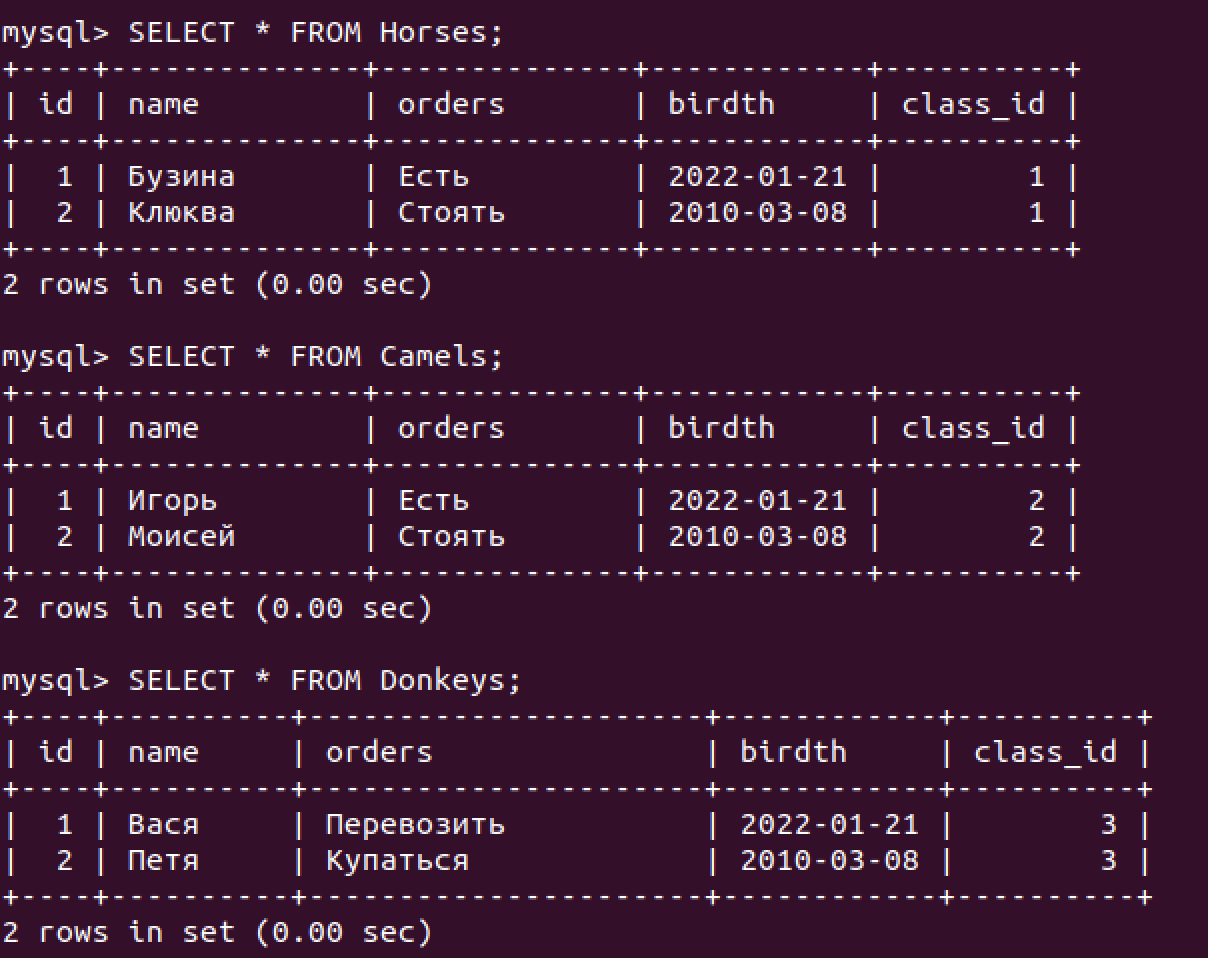 mysql> SELECT * FROM Horses;
+----+--------------+--------------+------------+----------+
| id | name         | orders       | birdth     | class_id |
+----+--------------+--------------+------------+----------+
|  1 | Бузина       | Есть         | 2022-01-21 |        1 |
|  2 | Клюква       | Стоять       | 2010-03-08 |        1 |
+----+--------------+--------------+------------+----------+
2 rows in set (0.00 sec)

mysql> SELECT * FROM Camels;
+----+--------------+--------------+------------+----------+
| id | name         | orders       | birdth     | class_id |
+----+--------------+--------------+------------+----------+
|  1 | Игорь        | Есть         | 2022-01-21 |        2 |
|  2 | Моисей       | Стоять       | 2010-03-08 |        2 |
+----+--------------+--------------+------------+----------+
2 rows in set (0.00 sec)

mysql> SELECT * FROM Donkeys;
+----+----------+----------------------+------------+----------+
| id | name     | orders               | birdth     | class_id |
+----+----------+----------------------+------------+----------+
|  1 | Вася     | Перевозить           | 2022-01-21 |        3 |
|  2 | Петя     | Купаться             | 2010-03-08 |        3 |
+----+----------+----------------------+------------+----------+
2 rows in set (0.00 sec)